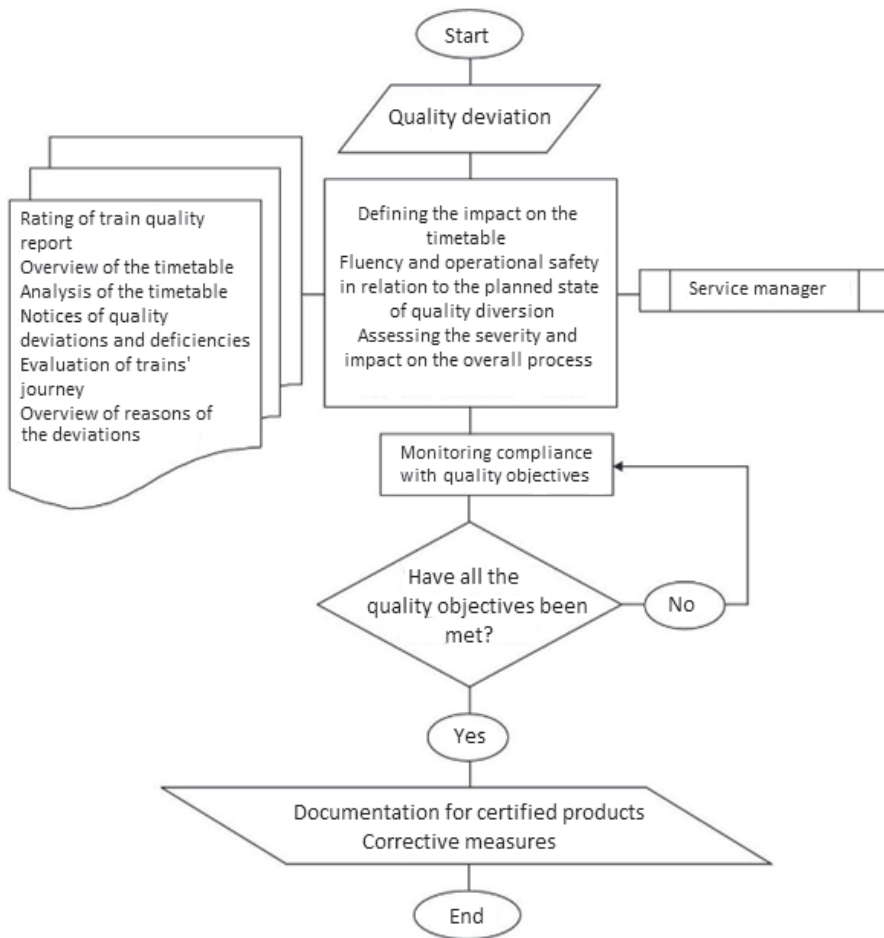 Start
Quality deviation
Rating of train quality
report
Overview of the timetable
Analysis of the timetable
Notices of quality
deviations and deficiencies
Evaluation of trains'
journey
Overview of reasons of
the deviations
Defining the impact on the
timetable
Fluency and operational safety
in relation to the planned state
of quality diversion
Assessing the severity and
impact on the overall process
Service manager
Monitoring compliance
with quality objectives
Have all the
quality objectives been
met?
No
Yes
Documentation for certified products
Corrective measures
End